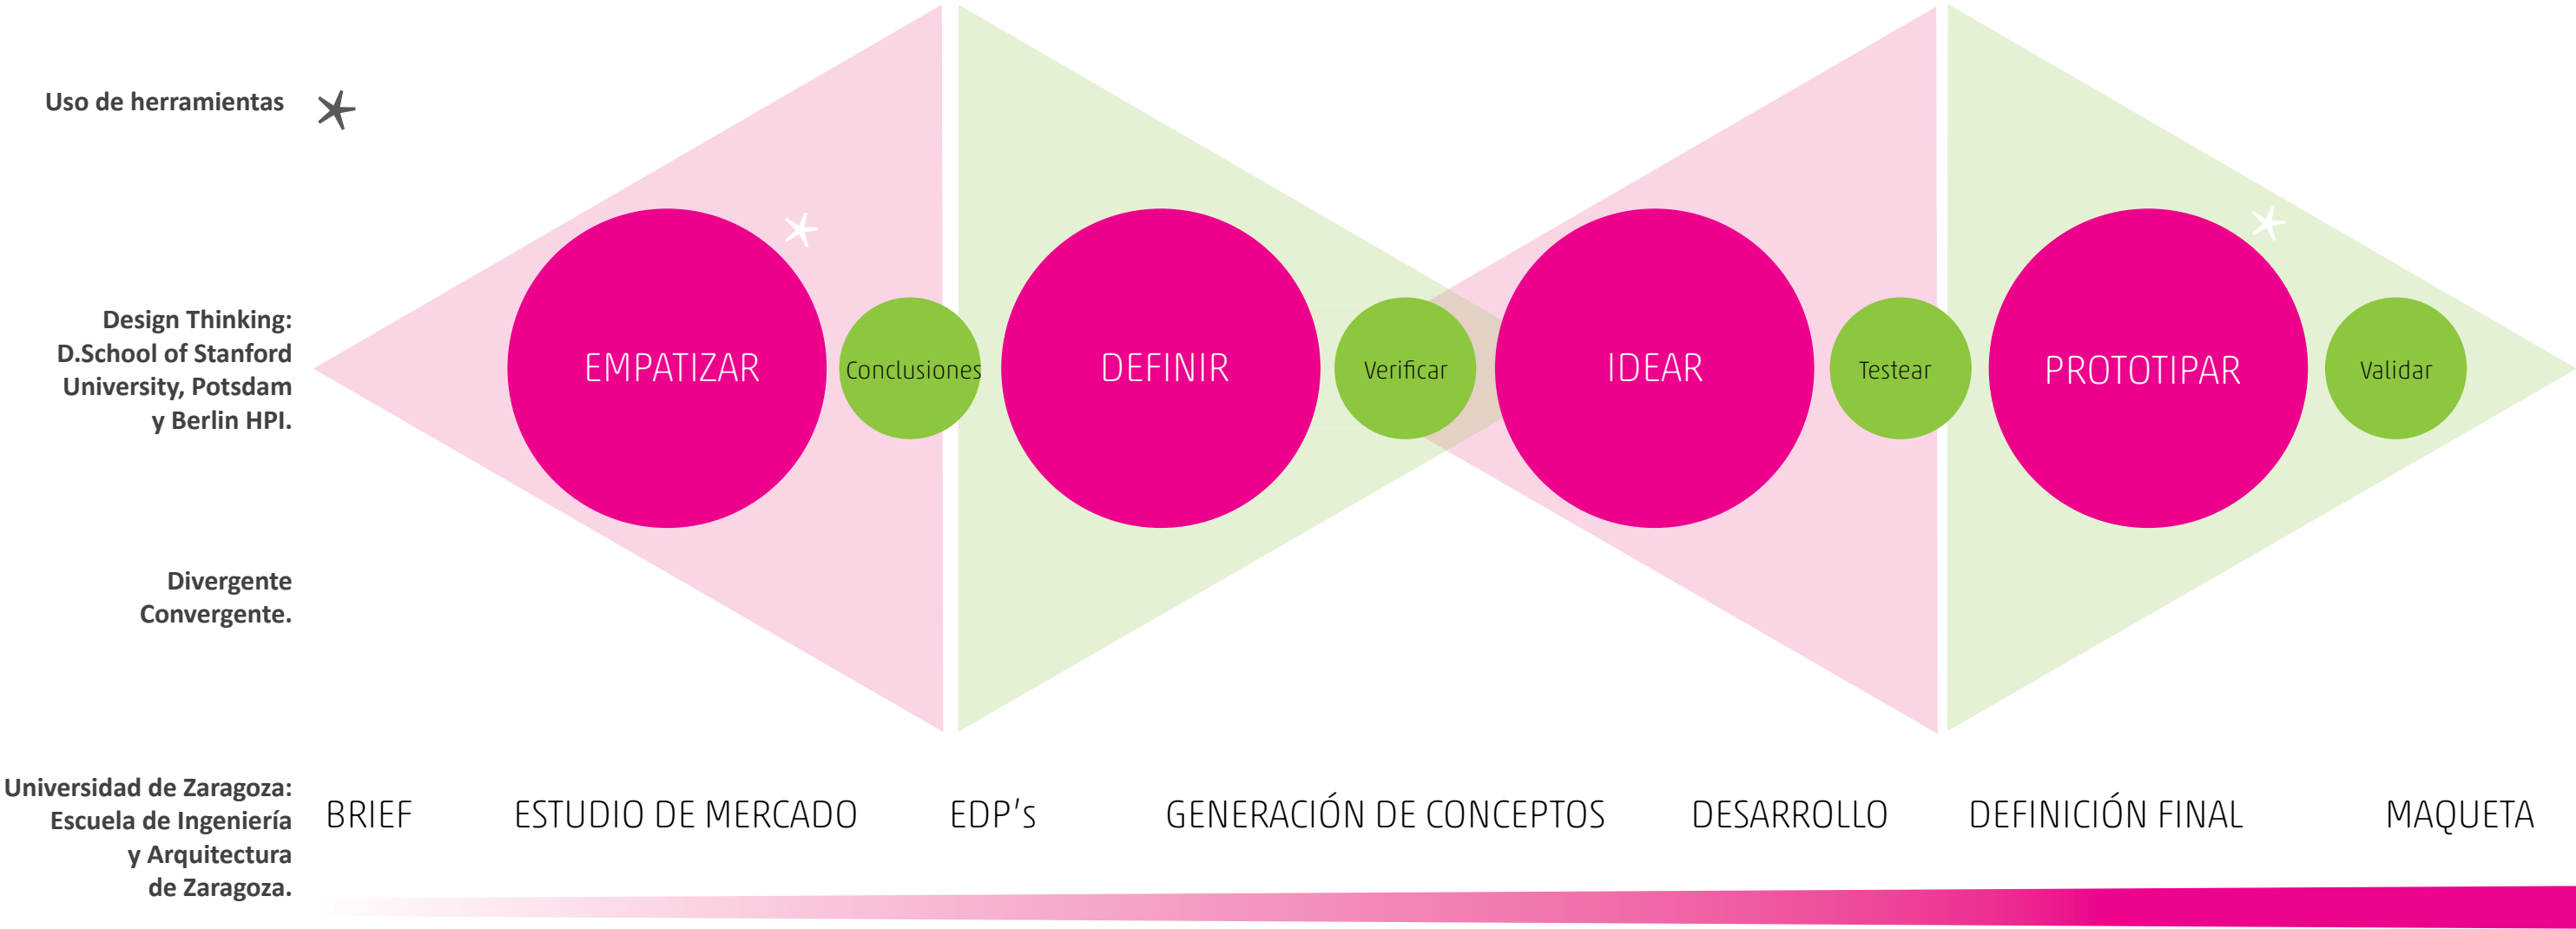 Uso de herramientas
Design Thinking:
D.School of Stanford
University, Potsdam
y Berlin HPI.
EMPATIZAR
Conclusiones
DEFINIR
Verificar
IDEAR
Testear
PROTOTIPAR
Validar
Divergente
Convergente.
Universidad de Zaragoza:
Escuela de Ingeniería
y Arquitectura
de Zaragoza.
BRIEF
ESTUDIO DE MERCADO
EDP's
GENERACIÓN DE CONCEPTOS
DESARROLLO
DEFINICIÓN FINAL
MAQUETA